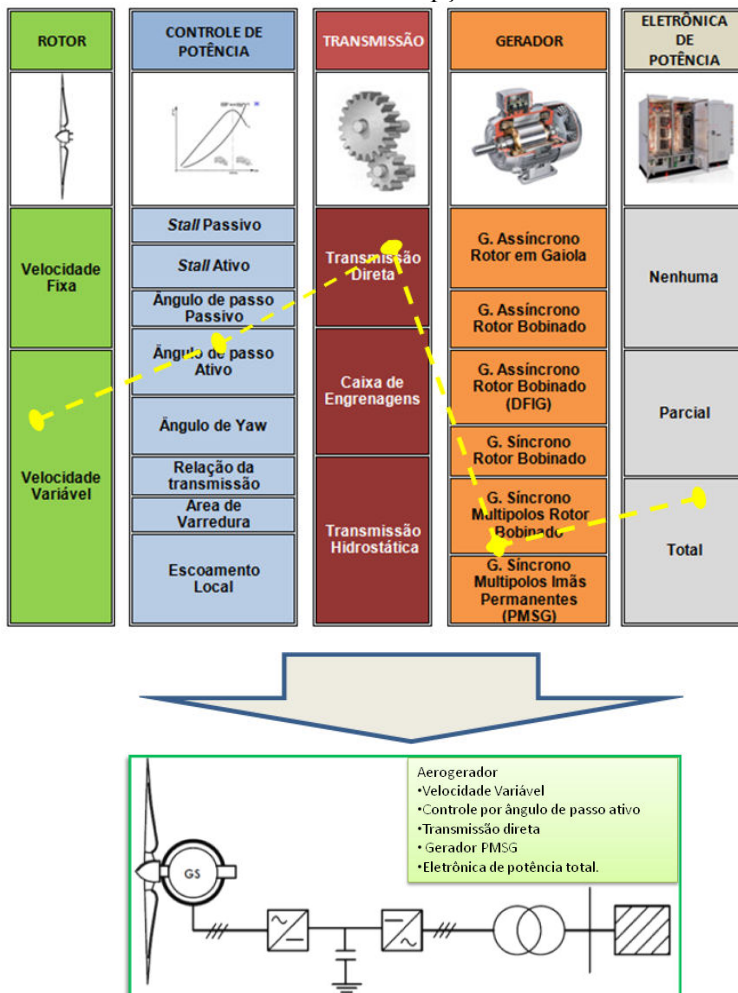 ROTOR
CONTROLE DE
POTÊNCIA
TRANSMISSÃO
GERADOR
ELETRÔNICA
DE
POTÊNCIA
Velocidade
Fixa
Velocidade
Variável
Stall Passivo
Stall Ativo
Ângulo de passo
Passivo
Ângulo de passo
Ativo
Ângulo de Yaw
Relação da
transmissão
Area de
Varredura
Escoamento
Local
Transmissão
Direta
Caixa de
Engrenagens
Transmissão
Hidrostática
G. Assíncrono
Rotor em Gaiola
G. Assíncrono
Rotor Bobinado
G. Assíncrono
Rotor Bobinado
(DFIG)
G. Síncrono
Rotor Bobinado
G. Síncrono
Multipolos Rotor
Bobinado
G. Síncrono
Multipolos Imãs
Permanentes
(PMSG)
Nenhuma
Parcial
Total
Aerogerador
•Velocidade Variável
•Controle por ângulo de passo ativo
•Transmissão direta
• Gerador PMSG
•Eletrônica de potência total.
GS